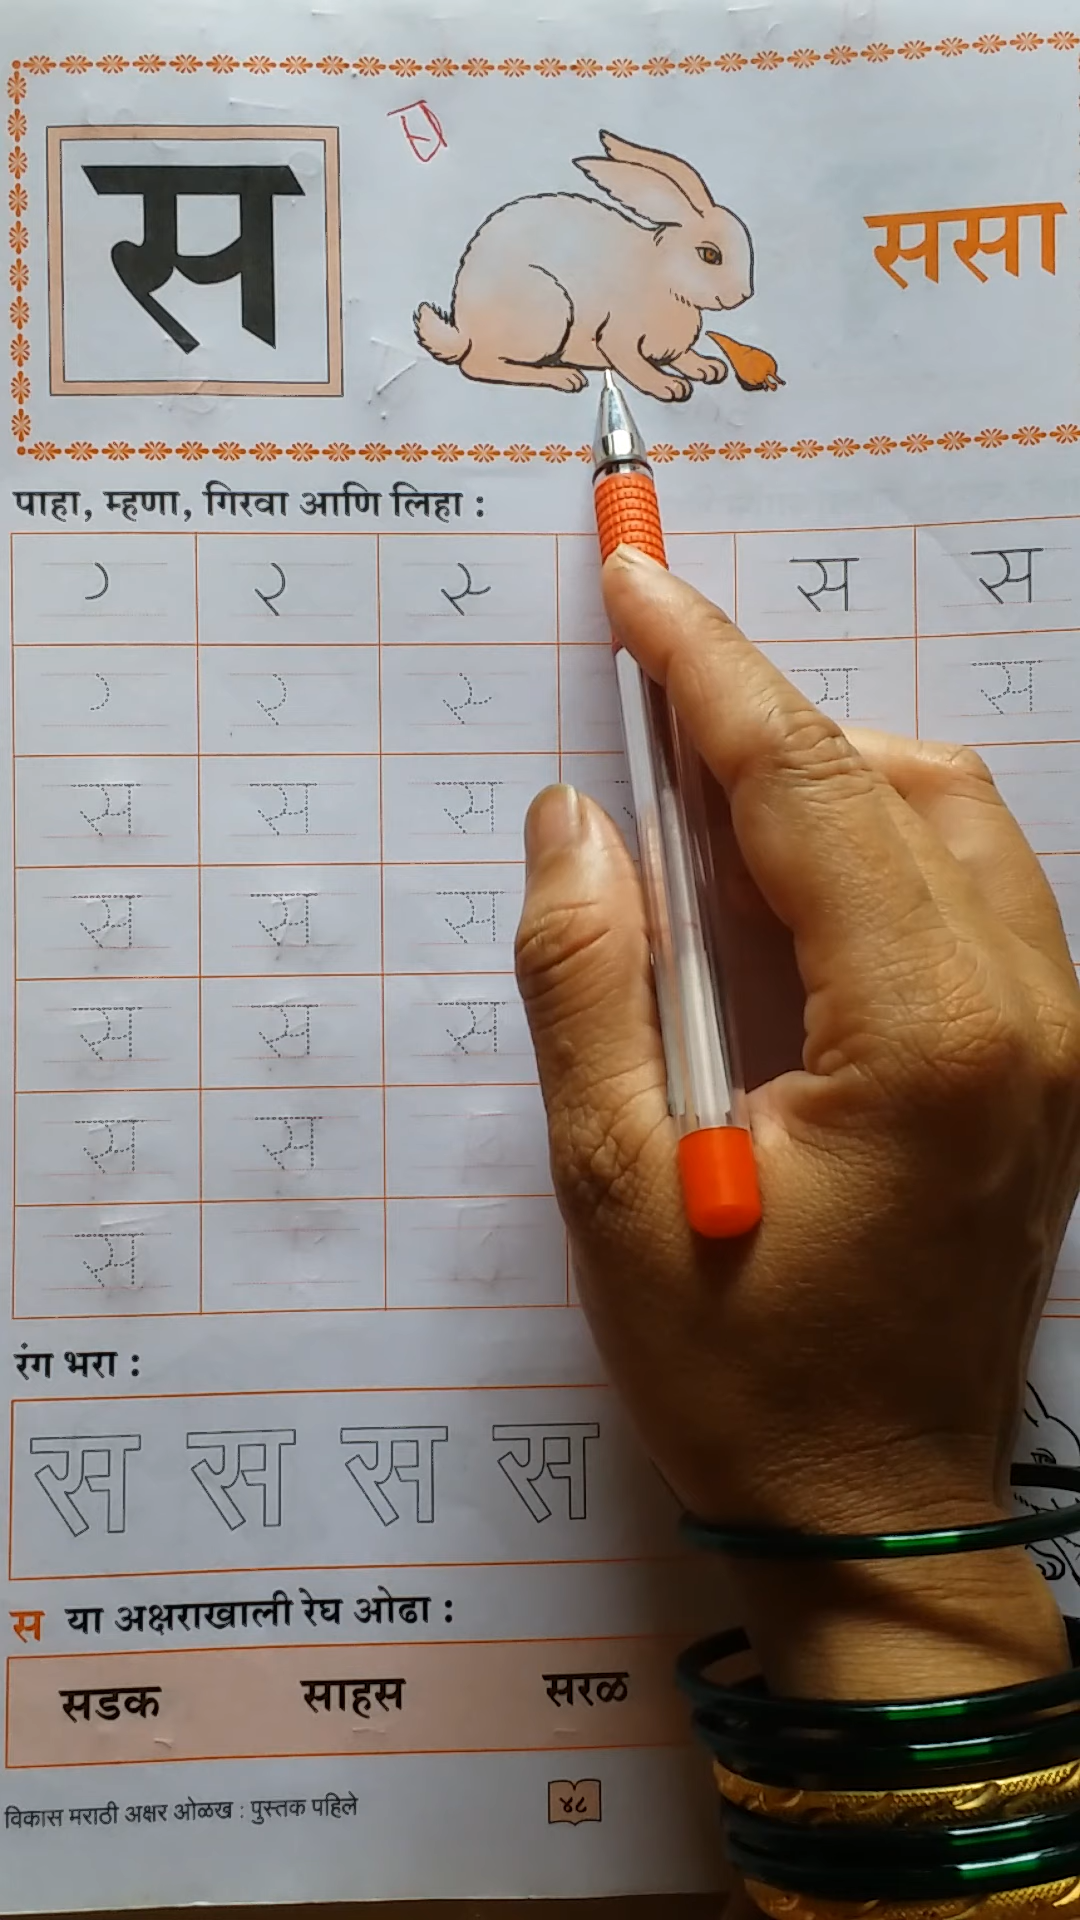 स
ससा
पाहा, म्हणा, गिरवा आणि लिहा :
स स
स स
स स स
स स स
स स स
स स
स
रंग भरा :
स स स स
स या अक्षराखाली रेघ ओढा :
सडक साहस सरळ
विकास मराठी अक्षर ओळख : पुस्तक पहिले
४८